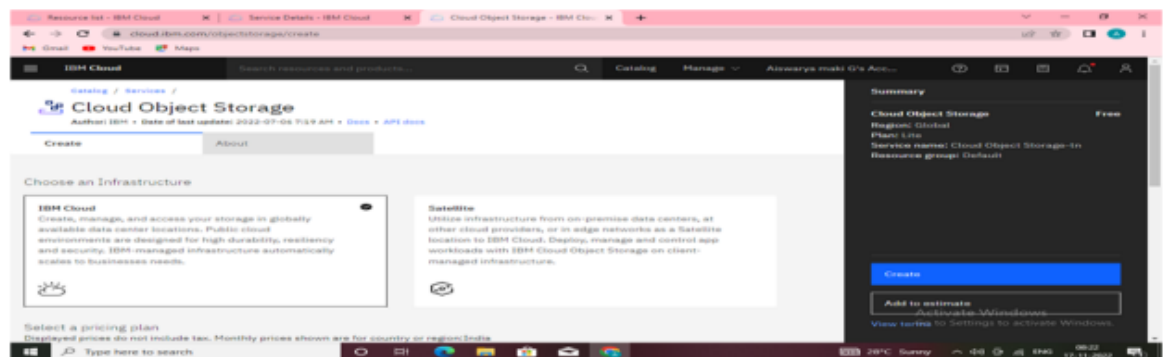 Resource list - IBM Cloud
Service Details - IBM Cloud
Cloud Object Storage - IBM Clou
cloud.ibm.com/objectstorage/create
Gmail
YouTube
Maps
IBM Cloud
Search resources and products...
Catalog
Manage
Catalog / Services /
Cloud Object Storage
Author: IBM • Date of last update: 2022-07-06 7:19 AM • Docs • API docs
Create
About
Choose an Infrastructure
IBM Cloud
Create, manage, and access your storage in globally
available data center locations. Public cloud
environments are designed for high durability, resiliency
and security. IBM-managed infrastructure automatically
scales to businesses needs.
Satellite
Utilize infrastructure from on-premise data centers, at
other cloud providers, or in edge networks as a Satellite
location to IBM Cloud. Deploy, manage and control app
workloads with IBM Cloud Object Storage on client-
managed infrastructure.
Select a pricing plan
Displayed prices do not include tax. Monthly prices shown are for country or region: India
Summary
Cloud Object Storage Free
Region: Global
Plan: Lite
Service name: Cloud Object Storage-tn
Resource group: Default
Create
Add to estimate
Activate Windows
View terms
to Settings to activate Windows.
Type here to search
28°C Sunny
ENG
08:22
17-11-2022